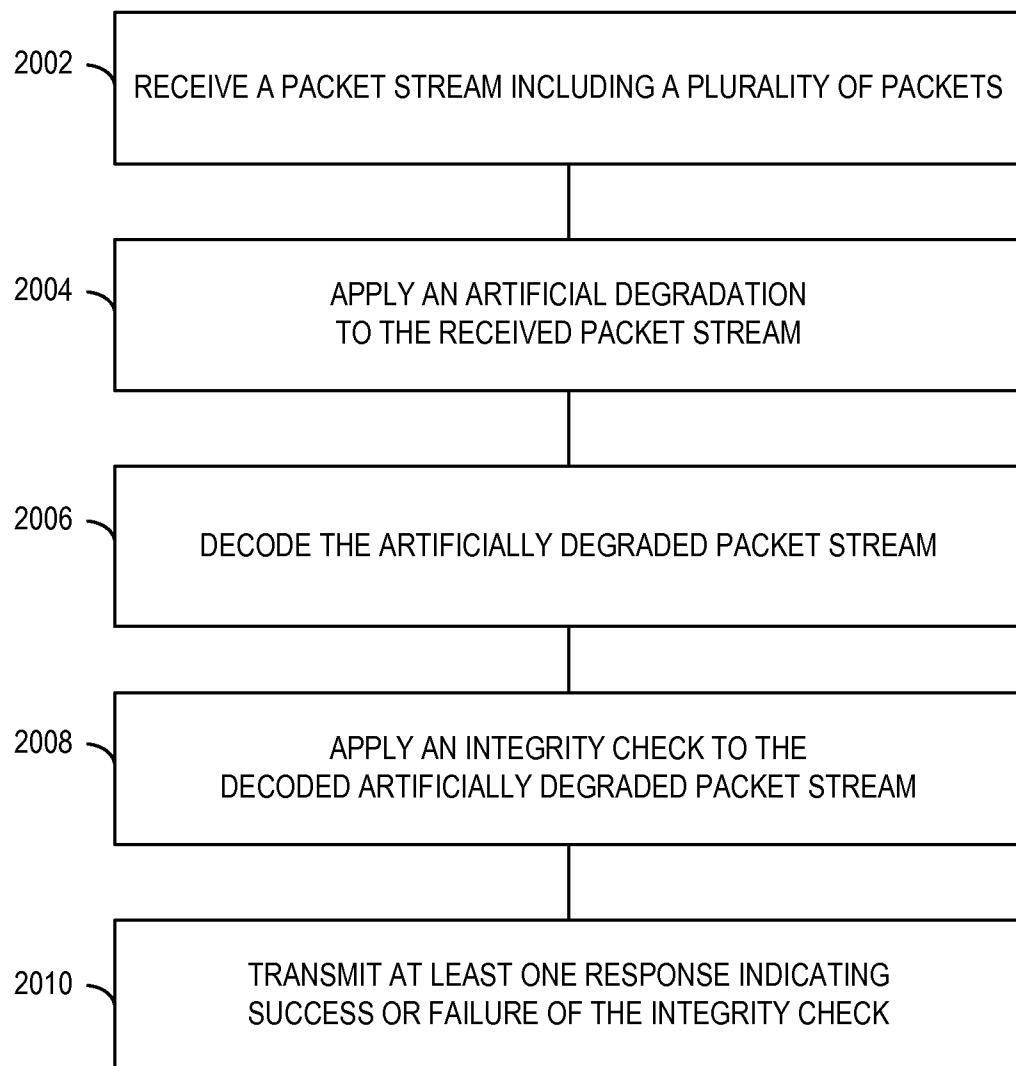 2002
RECEIVE A PACKET STREAM INCLUDING A PLURALITY OF PACKETS
2004
APPLY AN ARTIFICIAL DEGRADATION
TO THE RECEIVED PACKET STREAM
2006
DECODE THE ARTIFICIALLY DEGRADED PACKET STREAM
2008
APPLY AN INTEGRITY CHECK TO THE
DECODED ARTIFICIALLY DEGRADED PACKET STREAM
2010
TRANSMIT AT LEAST ONE RESPONSE INDICATING
SUCCESS OR FAILURE OF THE INTEGRITY CHECK